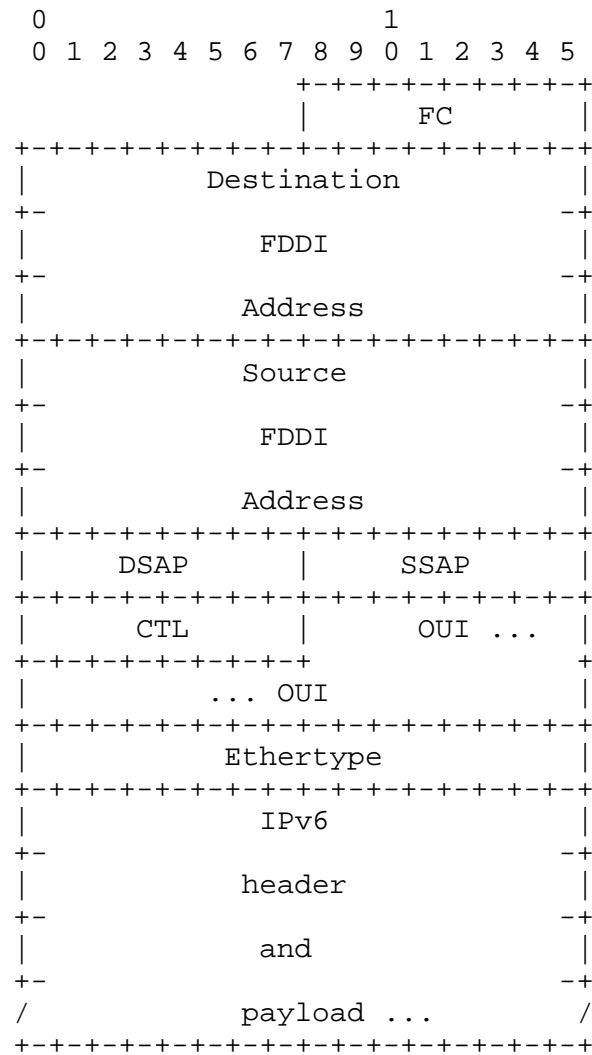 0                   1
0 1 2 3 4 5 6 7 8 9 0 1 2 3 4 5
                +-+-+-+-+-+-+-+-+
                |      FC       |
+-+-+-+-+-+-+-+-+-+-+-+-+-+-+-+-+
|          Destination          |
+-                             -+
|             FDDI              |
+-                             -+
|            Address            |
+-+-+-+-+-+-+-+-+-+-+-+-+-+-+-+-+
|            Source             |
+-                             -+
|             FDDI              |
+-                             -+
|            Address            |
+-+-+-+-+-+-+-+-+-+-+-+-+-+-+-+-+
|     DSAP      |     SSAP      |
+-+-+-+-+-+-+-+-+-+-+-+-+-+-+-+-+
|      CTL      |      OUI ...  |
+-+-+-+-+-+-+-+-+               +
|          ... OUI              |
+-+-+-+-+-+-+-+-+-+-+-+-+-+-+-+-+
|           Ethertype           |
+-+-+-+-+-+-+-+-+-+-+-+-+-+-+-+-+
|             IPv6              |
+-                             -+
|            header             |
+-                             -+
|             and               |
+-                             -+
/            payload ...        /
+-+-+-+-+-+-+-+-+-+-+-+-+-+-+-+-+